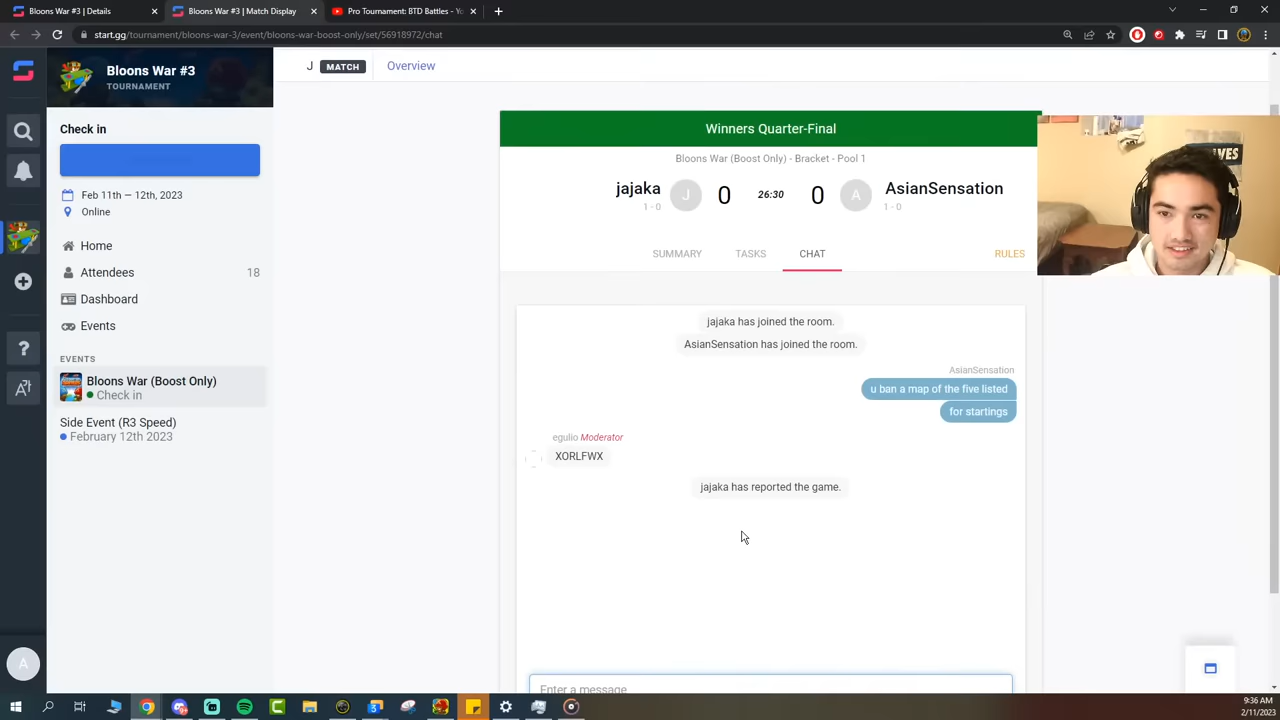 Bloons War #3 | Details
Bloons War #3 | Match Display
Pro Tournament: BTD Battles - Yo
start.gg/tournament/bloons-war-3/event/bloons-war-boost-only/set/56918972/chat
Bloons War #3
TOURNAMENT
Check in
Feb 11th — 12th, 2023
Online
Home
Attendees 18
Dashboard
Events
EVENTS
Bloons War (Boost Only)
Check in
Side Event (R3 Speed)
February 12th 2023
A
J MATCH Overview
Winners Quarter-Final
Bloons War (Boost Only) - Bracket - Pool 1
jajaka J 0 26:30 0 A AsianSensation
1 - 0 1 - 0
SUMMARY TASKS CHAT RULES
jajaka has joined the room.
AsianSensation has joined the room.
AsianSensation
u ban a map of the five listed
for startings
egulio Moderator
XORLFWX
jajaka has reported the game.
Enter a message
9:36 AM
2/11/2023